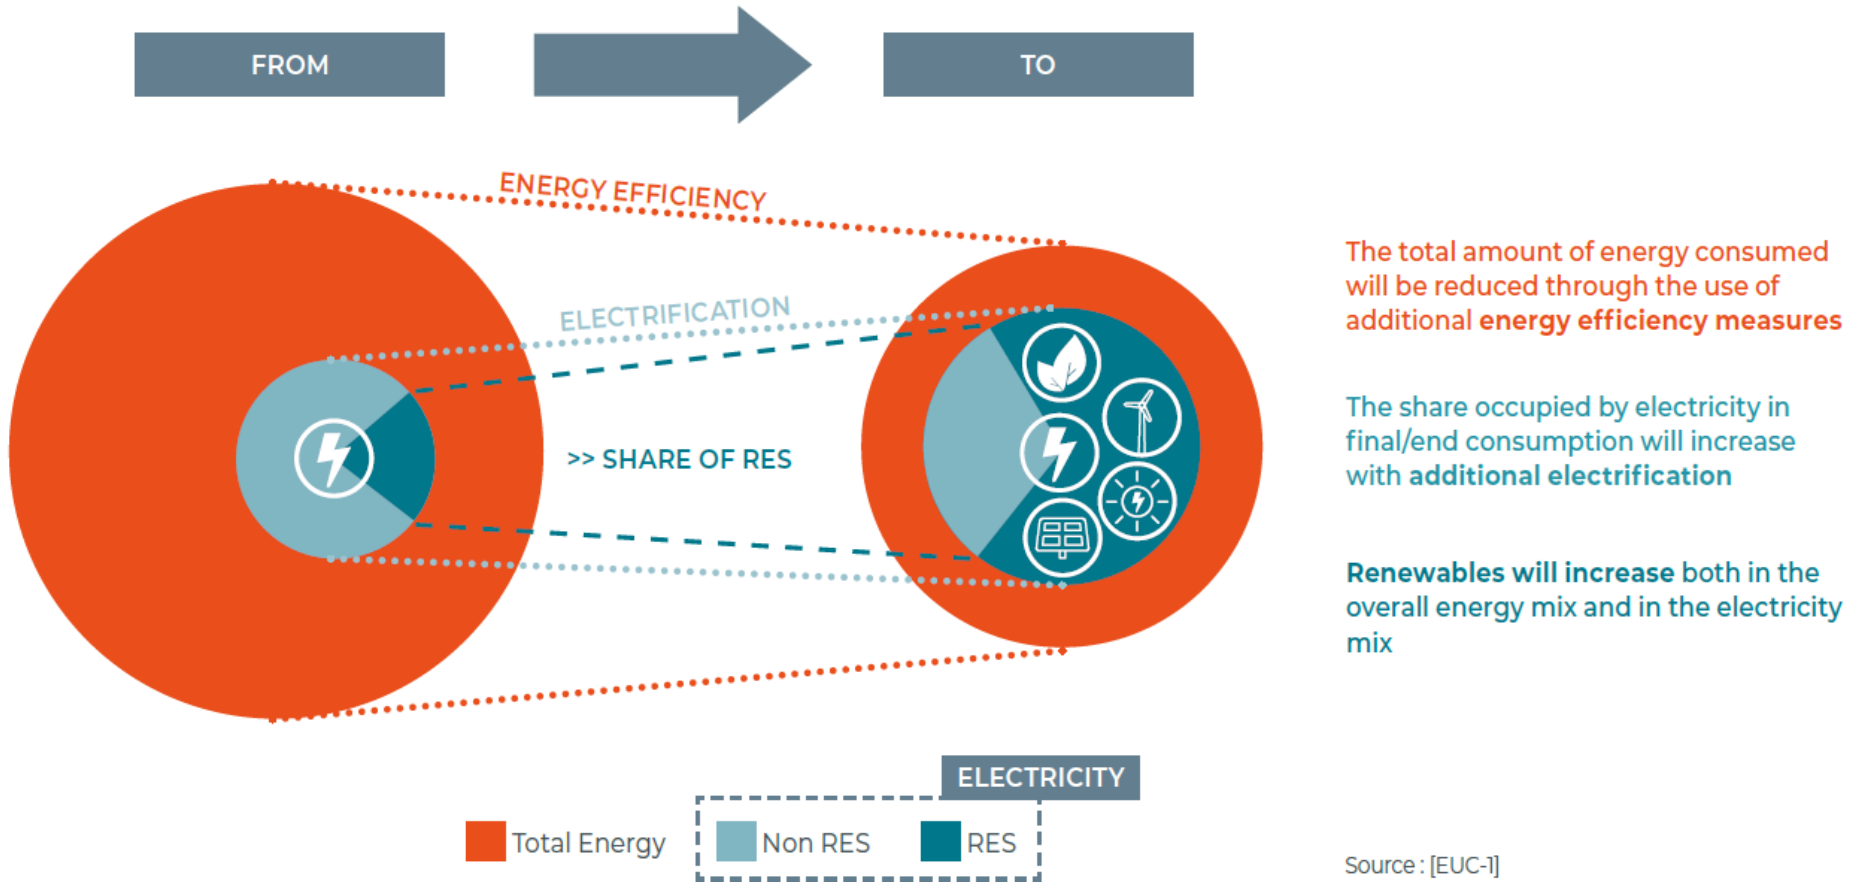 FROM
TO
ENERGY EFFICIENCY
ELECTRIFICATION
>> SHARE OF RES
The total amount of energy consumed
will be reduced through the use of
additional energy efficiency measures
The share occupied by electricity in
final/end consumption will increase
with additional electrification
Renewables will increase both in the
overall energy mix and in the electricity
mix
ELECTRICITY
Total Energy
Non RES
RES
Source : [EUC-1]